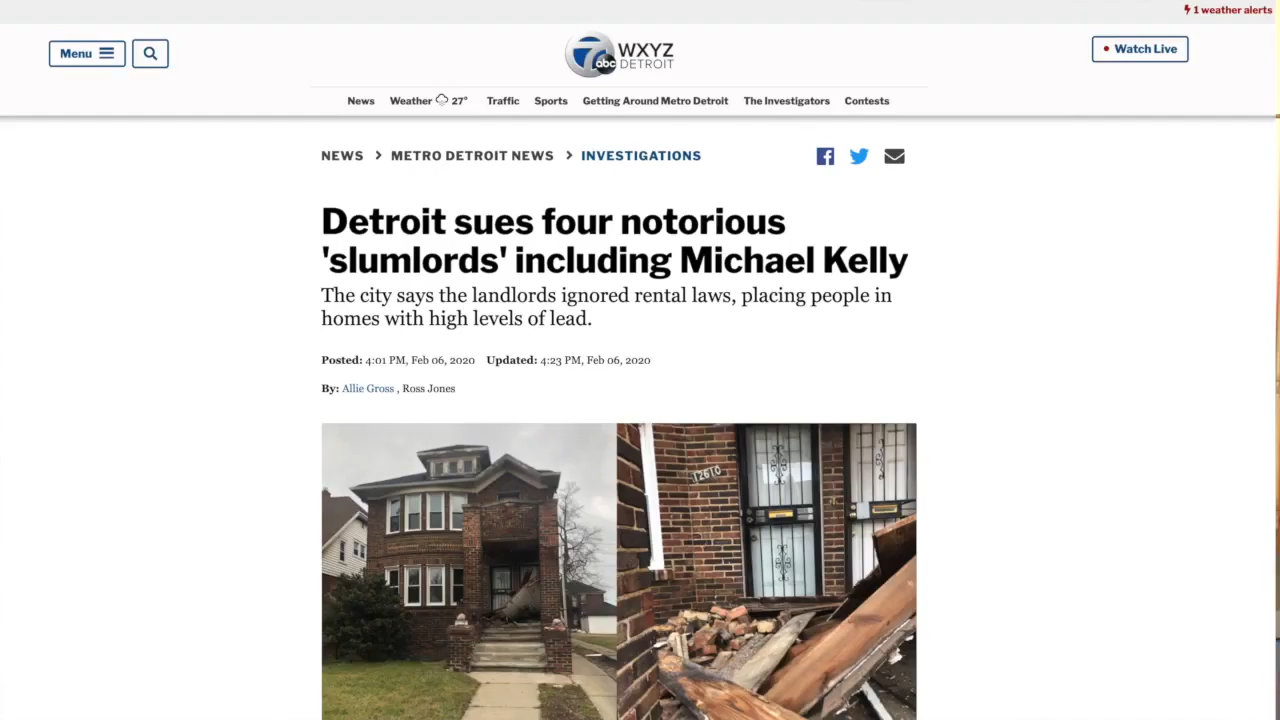 1 weather alerts
Menu
7 abc WXYZ
DETROIT
Watch Live
News Weather 27° Traffic Sports Getting Around Metro Detroit The Investigators Contests
NEWS > METRO DETROIT NEWS > INVESTIGATIONS
Detroit sues four notorious
'slumlords' including Michael Kelly
The city says the landlords ignored rental laws, placing people in
homes with high levels of lead.
Posted: 4:01 PM, Feb 06, 2020 Updated: 4:23 PM, Feb 06, 2020
By: Allie Gross , Ross Jones
12610